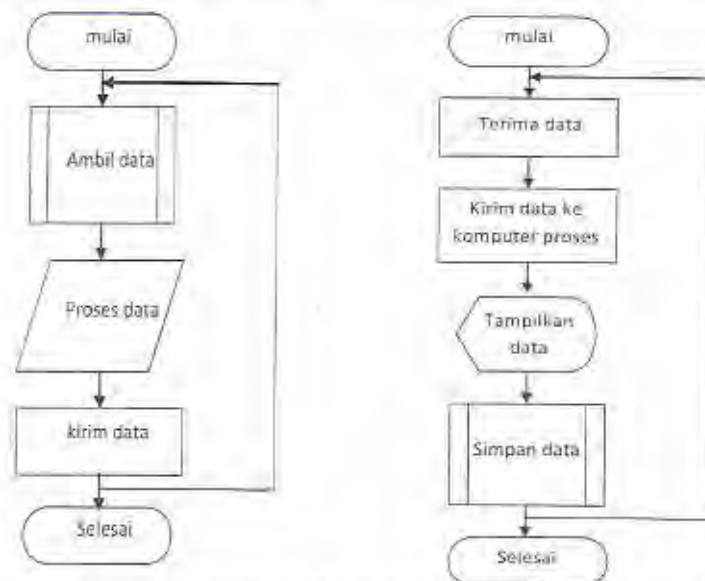 mulai
Ambil data
Proses data
kirim data
Selesai
mulai
Terima data
Kirim data ke
komputer proses
Tampilkan
data
Simpan data
Selesai